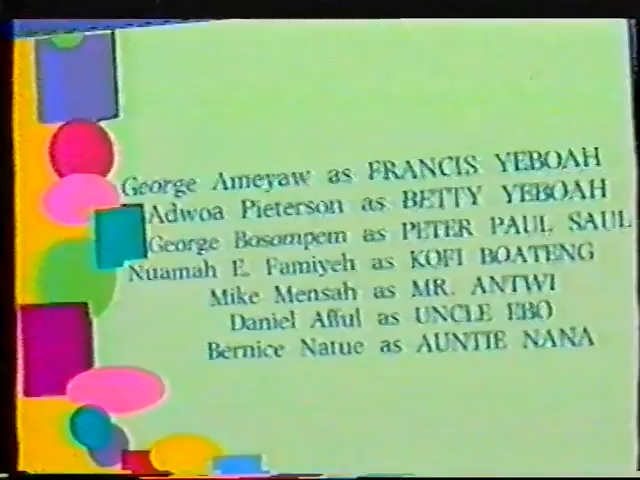 George Ameyaw as FRANCIS YEBOAH
Adwoa Pieterson as BETTY YEBOAH
George Bosompem as PETER PAUL SAUL
Nuamah E. Famiyeh as KOFI BOATENG
Mike Mensah as MR. ANTWI
Daniel Afful as UNCLE EBO
Bernice Natue as AUNTIE NANA